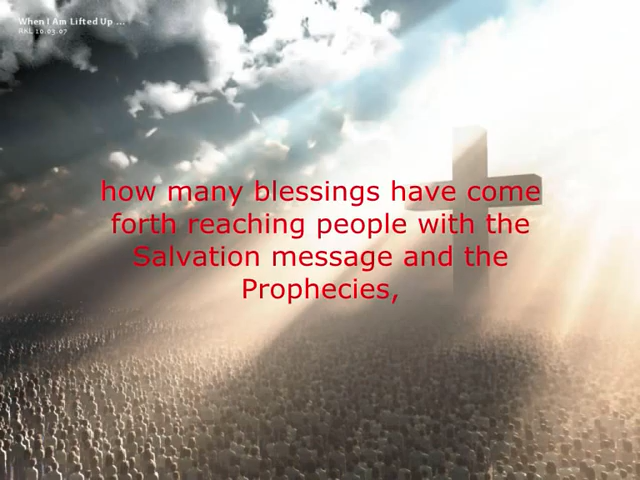 When I Am Lifted Up ...
RKL 10.03.07
how many blessings have come
forth reaching people with the
Salvation message and the
Prophecies,